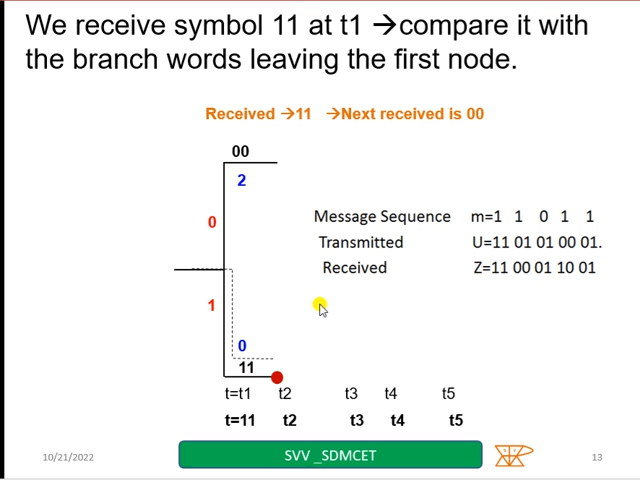 We receive symbol 11 at t1 →compare it with
the branch words leaving the first node.
Received →11 →Next received is 00
00
2
0
Message Sequence m=1 1 0 1 1
Transmitted U=11 01 01 00 01.
Received Z=11 00 01 10 01
1
0
11
t=t1 t2 t3 t4 t5
t=11 t2 t3 t4 t5
10/21/2022 SVV _SDMCET 13